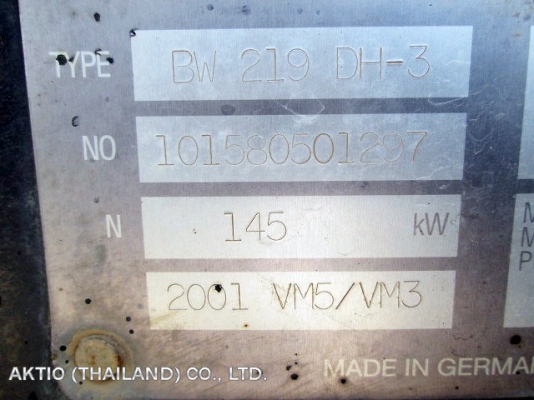 TYPE BW 219 DH-3
NO 101580501297
N 145 kW
2001 VM5/VM3
M
M
P
MADE IN GERMAN
AKTIO (THAILAND) CO., LTD.